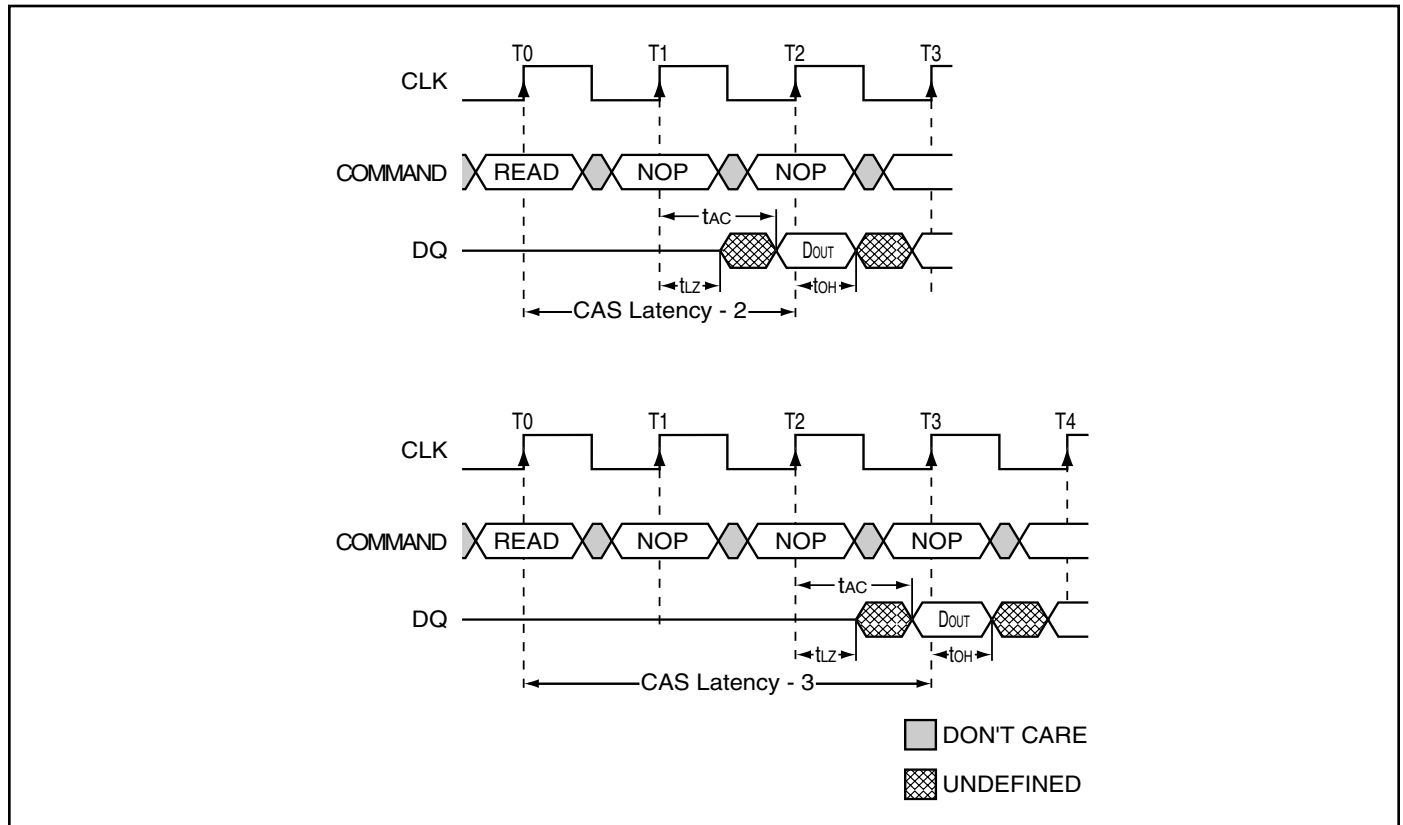 T0 T1 T2 T3
CLK
COMMAND READ NOP NOP
tAC
DQ DOUT
tLZ tOH
CAS Latency - 2
T0 T1 T2 T3 T4
CLK
COMMAND READ NOP NOP NOP
tAC
DQ DOUT
tLZ tOH
CAS Latency - 3
DON'T CARE
UNDEFINED